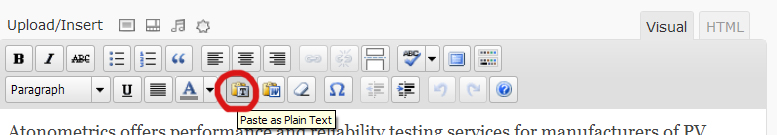 Upload/Insert
Visual HTML
B I ABC ABC
Paragraph U A T W Ω ?
Paste as Plain Text
Atonometrics offers performance and reliability testing services for manufacturers of PV